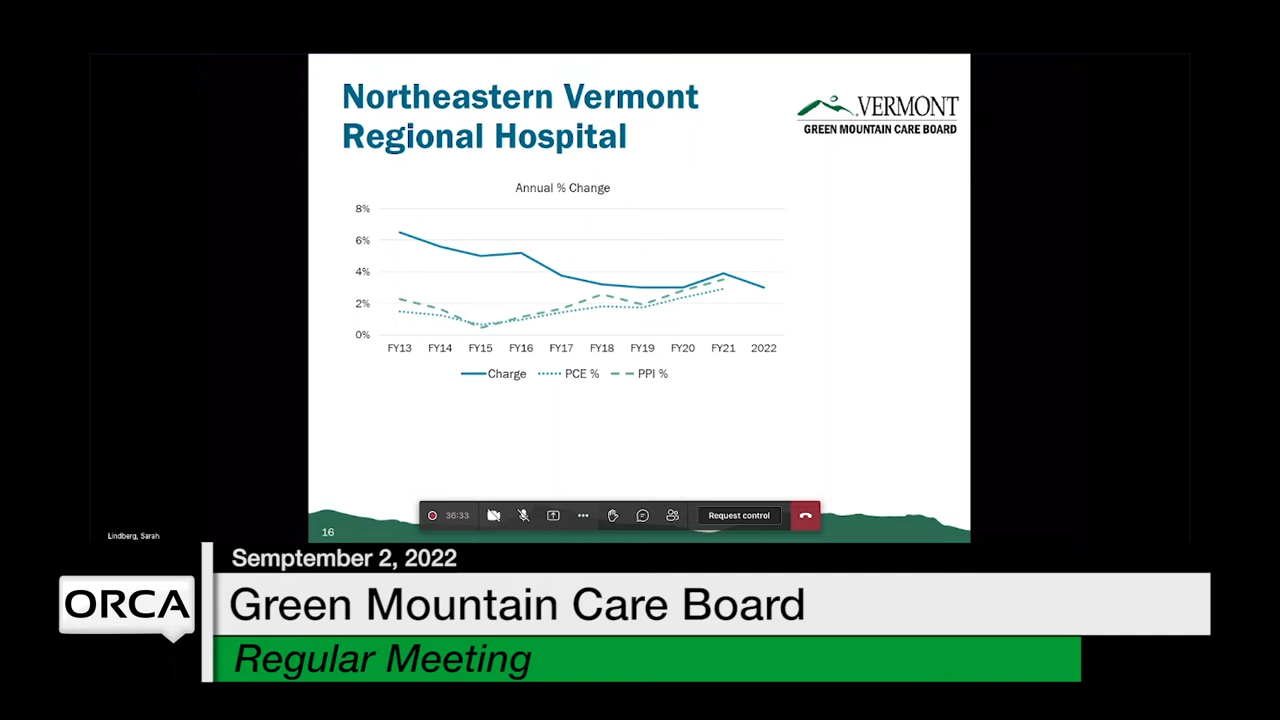 Northeastern Vermont
Regional Hospital
VERMONT
GREEN MOUNTAIN CARE BOARD
Annual % Change
8%
6%
4%
2%
0%
FY13 FY14 FY15 FY16 FY17 FY18 FY19 FY20 FY21 2022
Charge PCE % PPI %
36:33
Request control
16
Lindberg, Sarah
Semptember 2, 2022
ORCA
Green Mountain Care Board
Regular Meeting